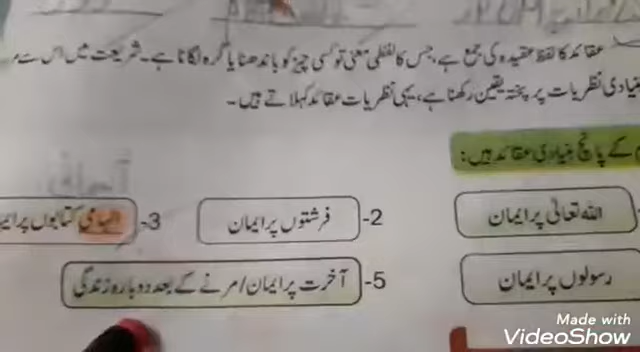 عقائد کا لفظ عقیدہ کی جمع ہے، جس کا لفظی معنی تو کسی چیز کو باندھنا یا گرہ لگانا ہے۔ شریعت میں اس سے
بنیادی نظریات پر پختہ یقین رکھنا ہے، یہی نظریات عقائد کہلاتے ہیں۔
کے پانچ بنیادی عقائد ہیں:
اللہ تعالٰی پر ایمان
2- فرشتوں پر ایمان
3- الہامی کتابوں پر
رسولوں پر ایمان
5- آخرت پر ایمان/مرنے کے بعد دوبارہ زندگی
Made with
VideoShow